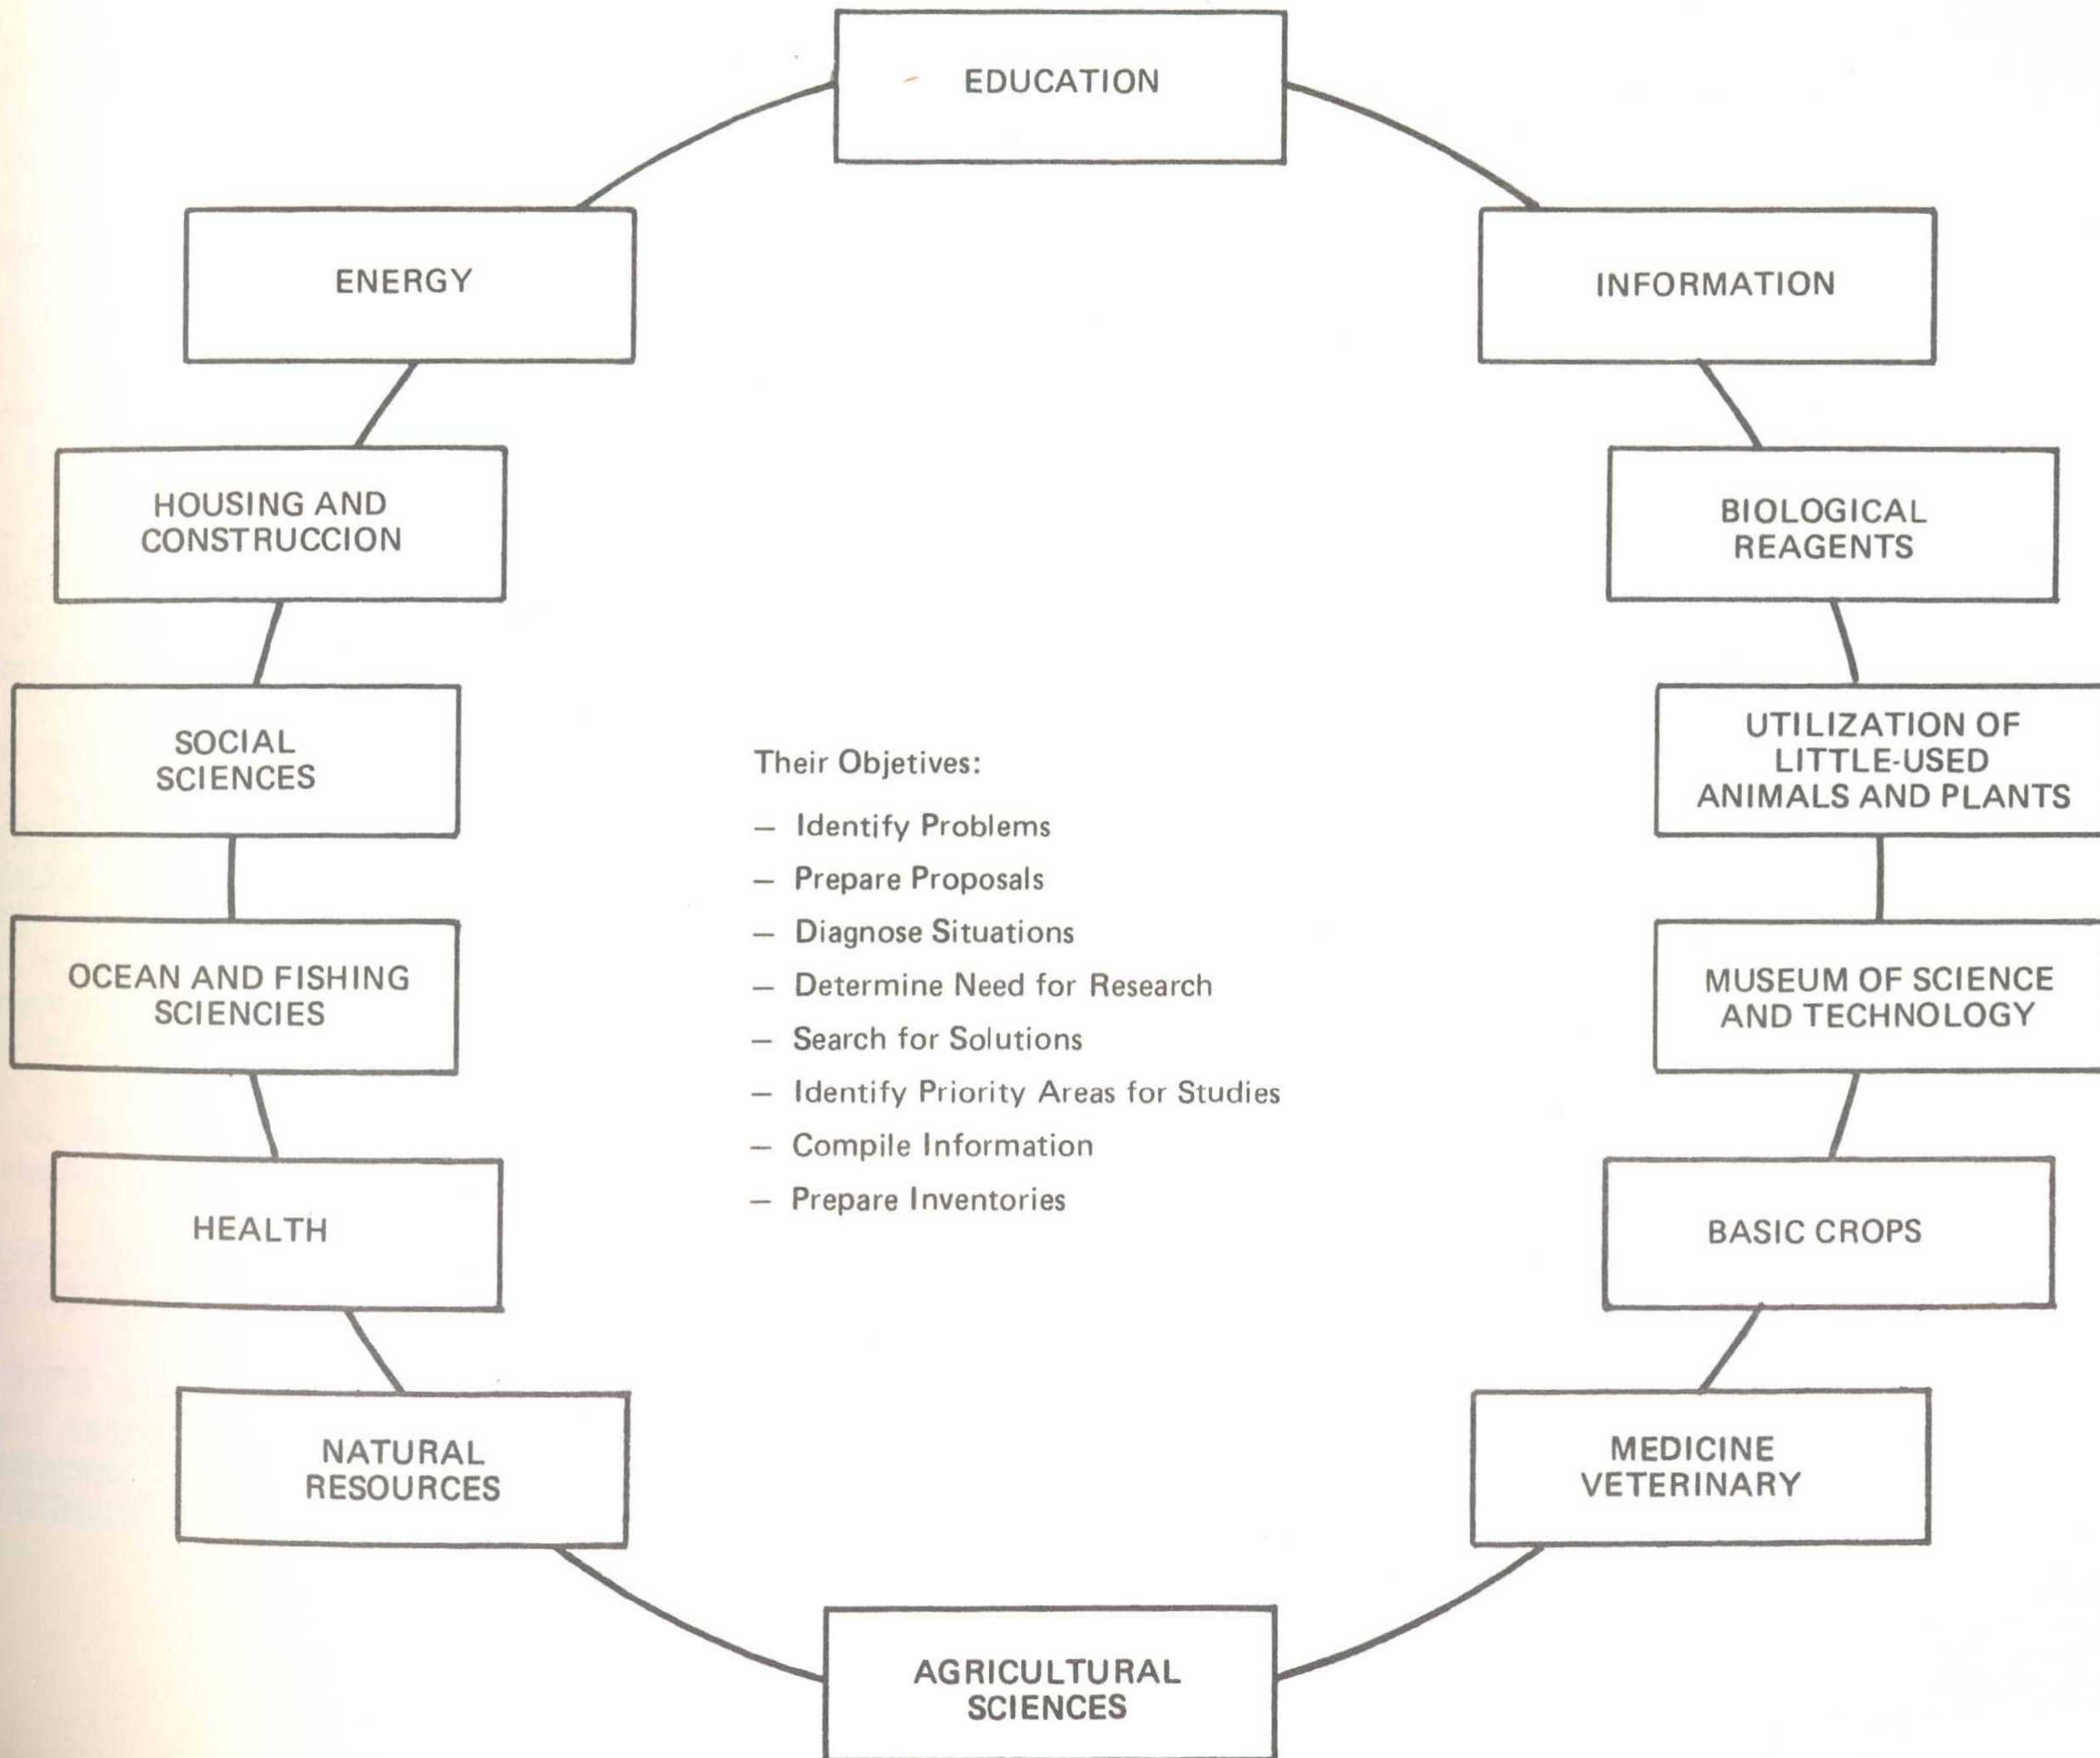 EDUCATION
ENERGY
INFORMATION
HOUSING AND
CONSTRUCCION
BIOLOGICAL
REAGENTS
SOCIAL
SCIENCES
UTILIZATION OF
LITTLE-USED
ANIMALS AND PLANTS
Their Objetives:
— Identify Problems
— Prepare Proposals
— Diagnose Situations
— Determine Need for Research
— Search for Solutions
— Identify Priority Areas for Studies
— Compile Information
— Prepare Inventories
OCEAN AND FISHING
SCIENCIES
MUSEUM OF SCIENCE
AND TECHNOLOGY
HEALTH
BASIC CROPS
NATURAL
RESOURCES
MEDICINE
VETERINARY
AGRICULTURAL
SCIENCES